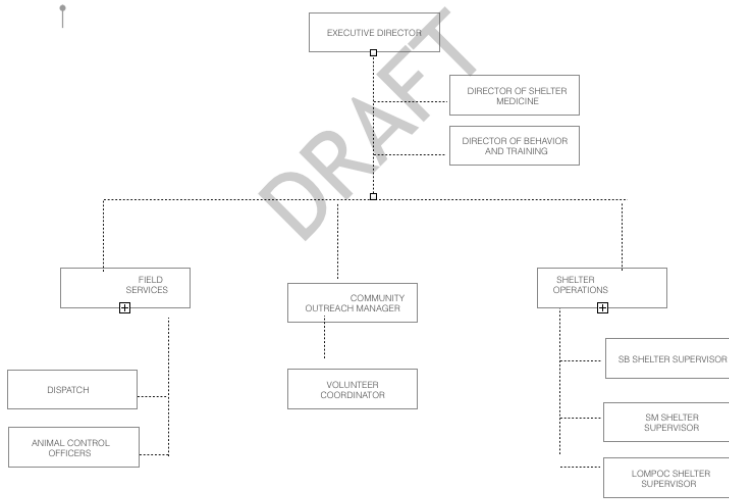 EXECUTIVE DIRECTOR
DRAFT
DIRECTOR OF SHELTER
MEDICINE
DIRECTOR OF BEHAVIOR
AND TRAINING
FIELD
SERVICES
COMMUNITY
OUTREACH MANAGER
SHELTER
OPERATIONS
DISPATCH
ANIMAL CONTROL
OFFICERS
VOLUNTEER
COORDINATOR
SB SHELTER SUPERVISOR
SM SHELTER
SUPERVISOR
LOMPOC SHELTER
SUPERVISOR